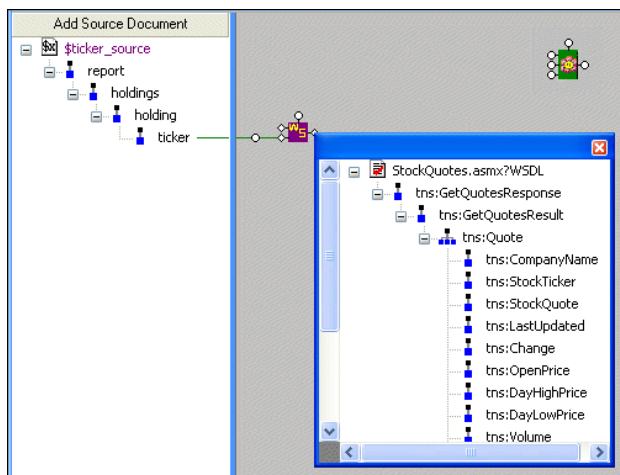 Add Source Document
$x $ticker_source
report
holdings
holding
ticker
WS
StockQuotes.asmx?WSDL
tns:GetQuotesResponse
tns:GetQuotesResult
tns:Quote
tns:CompanyName
tns:StockTicker
tns:StockQuote
tns:LastUpdated
tns:Change
tns:OpenPrice
tns:DayHighPrice
tns:DayLowPrice
tns:Volume